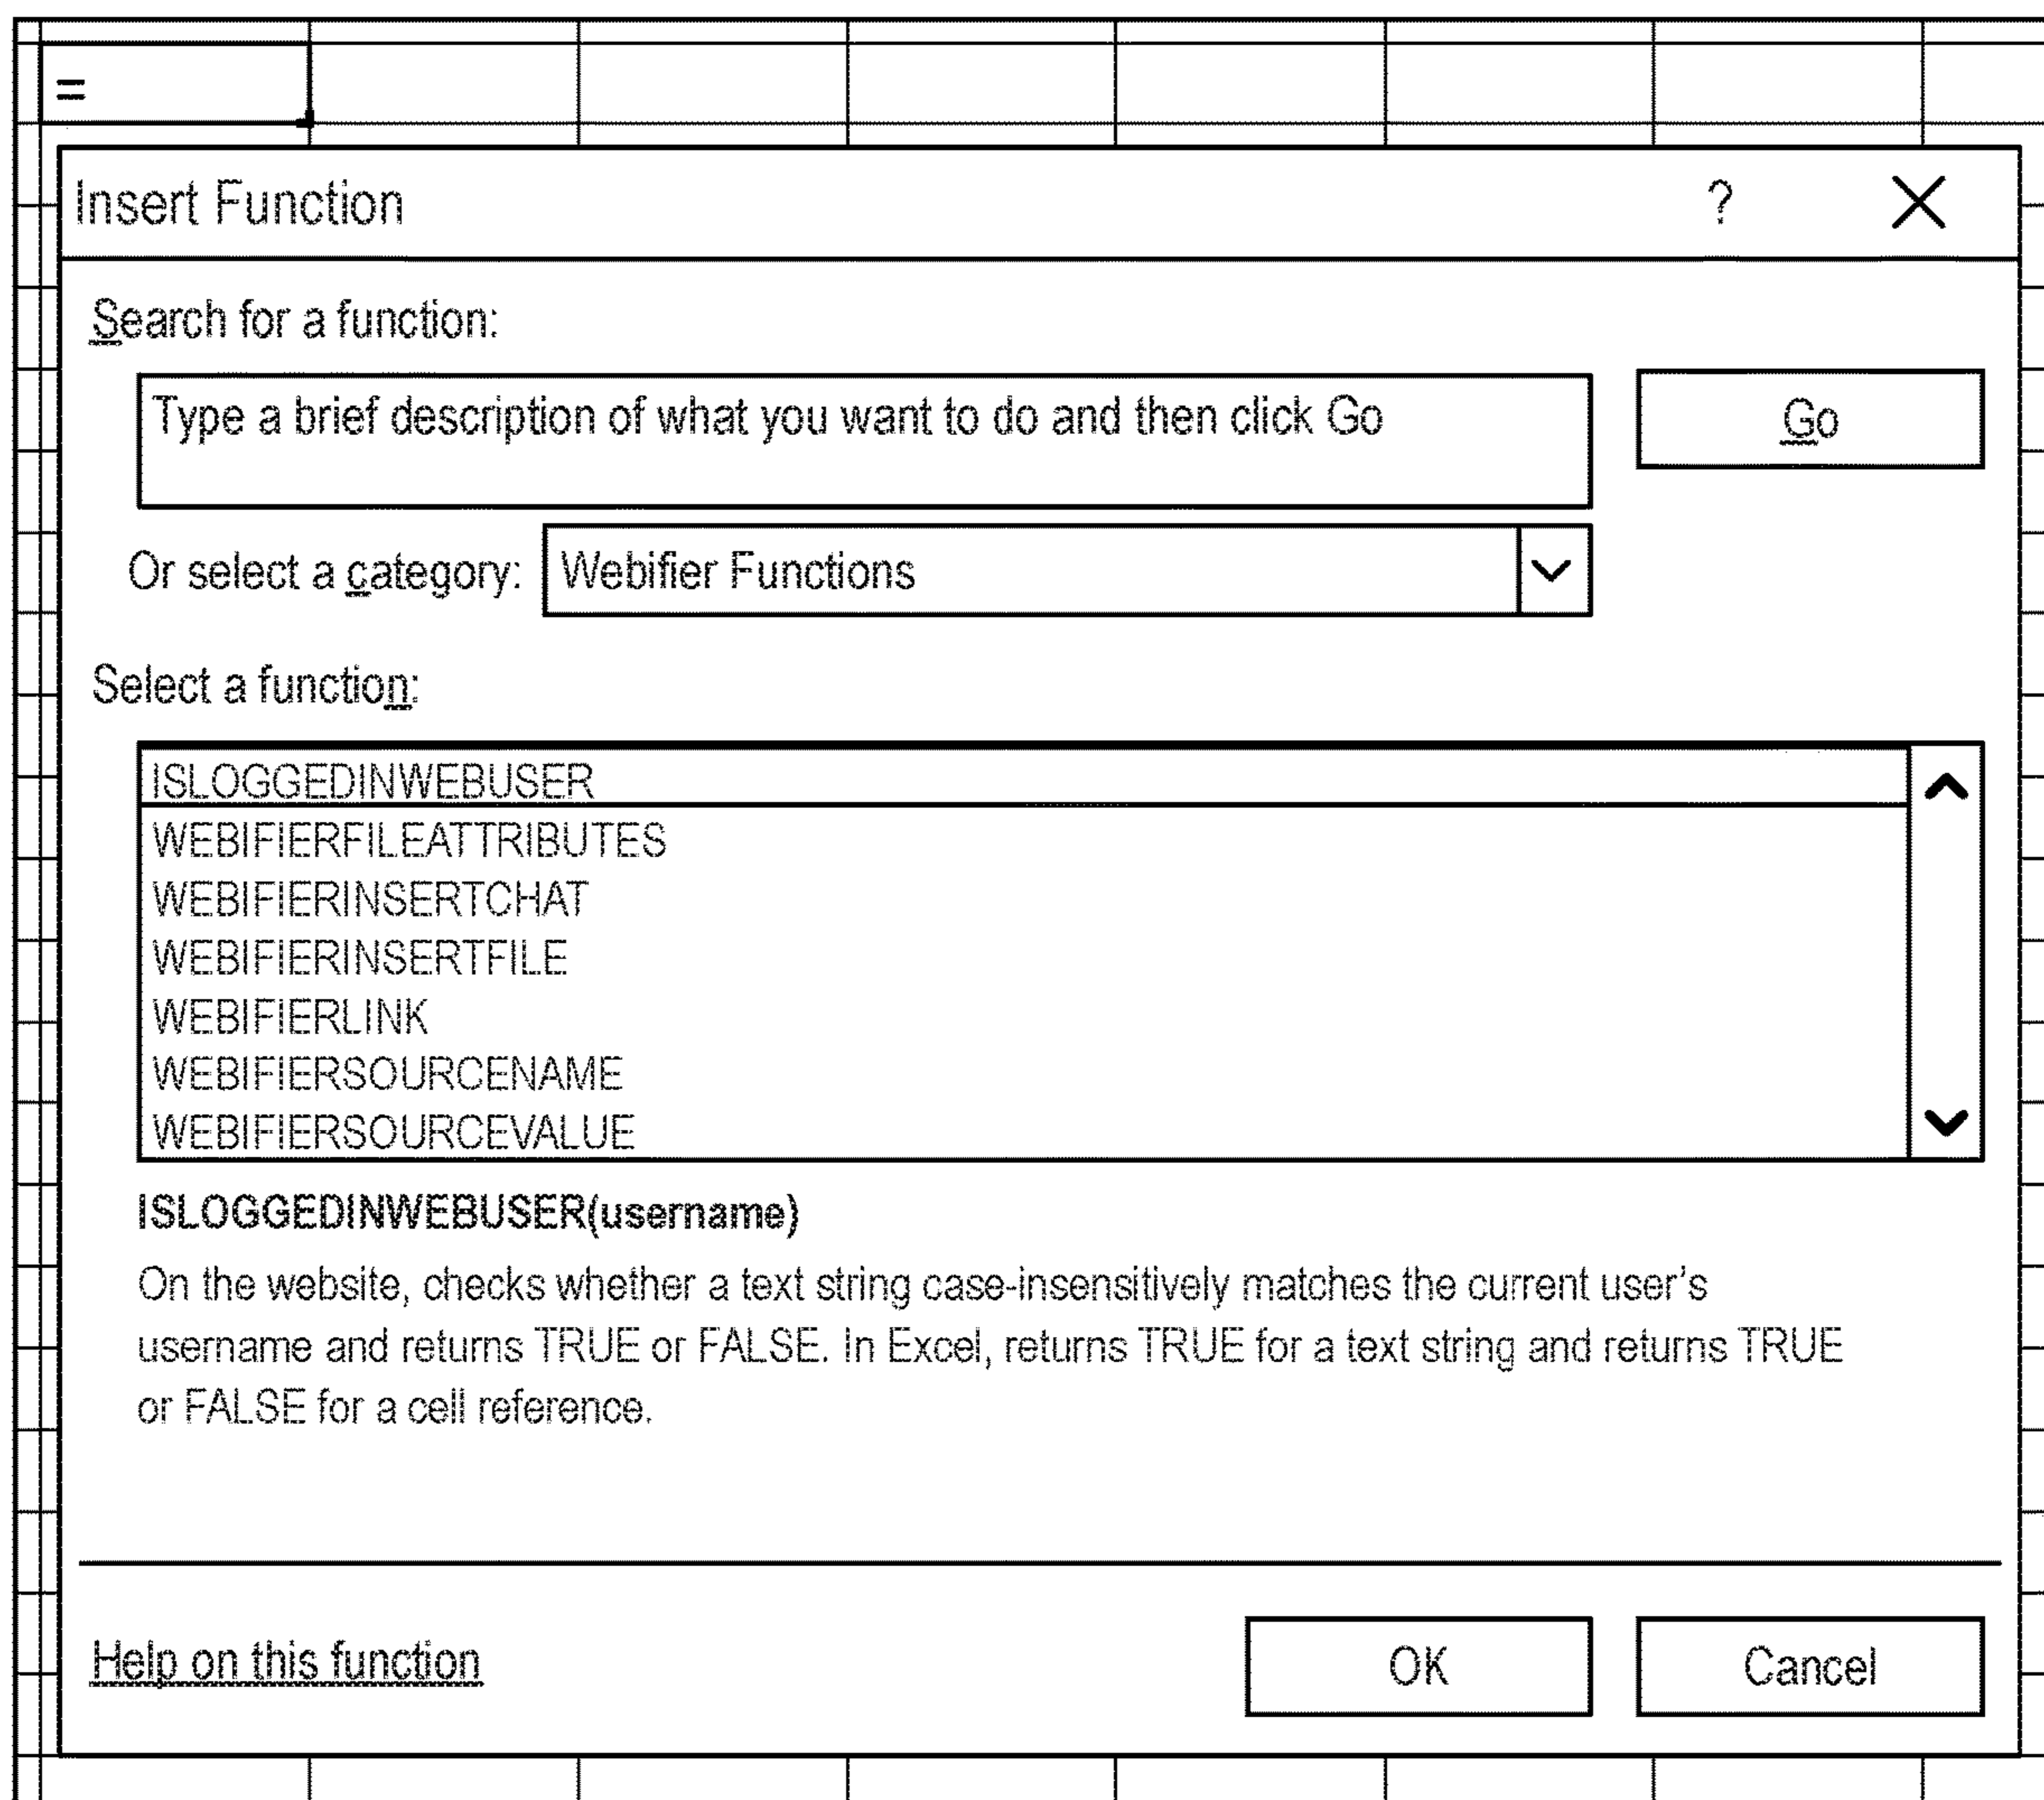 =
Insert Function ?
Search for a function:
Type a brief description of what you want to do and then click Go
Go
Or select a category: Webifier Functions
Select a function:
ISLOGGEDINWEBUSER
WEBIFIERFILEATTRIBUTES
WEBIFIERINSERTCHAT
WEBIFIERINSERTFILE
WEBIFIERLINK
WEBIFIERSOURCENAME
WEBIFIERSOURCEVALUE
ISLOGGEDINWEBUSER(username)
On the website, checks whether a text string case-insensitively matches the current user's
username and returns TRUE or FALSE. In Excel, returns TRUE for a text string and returns TRUE
or FALSE for a cell reference.
Help on this function
OK
Cancel